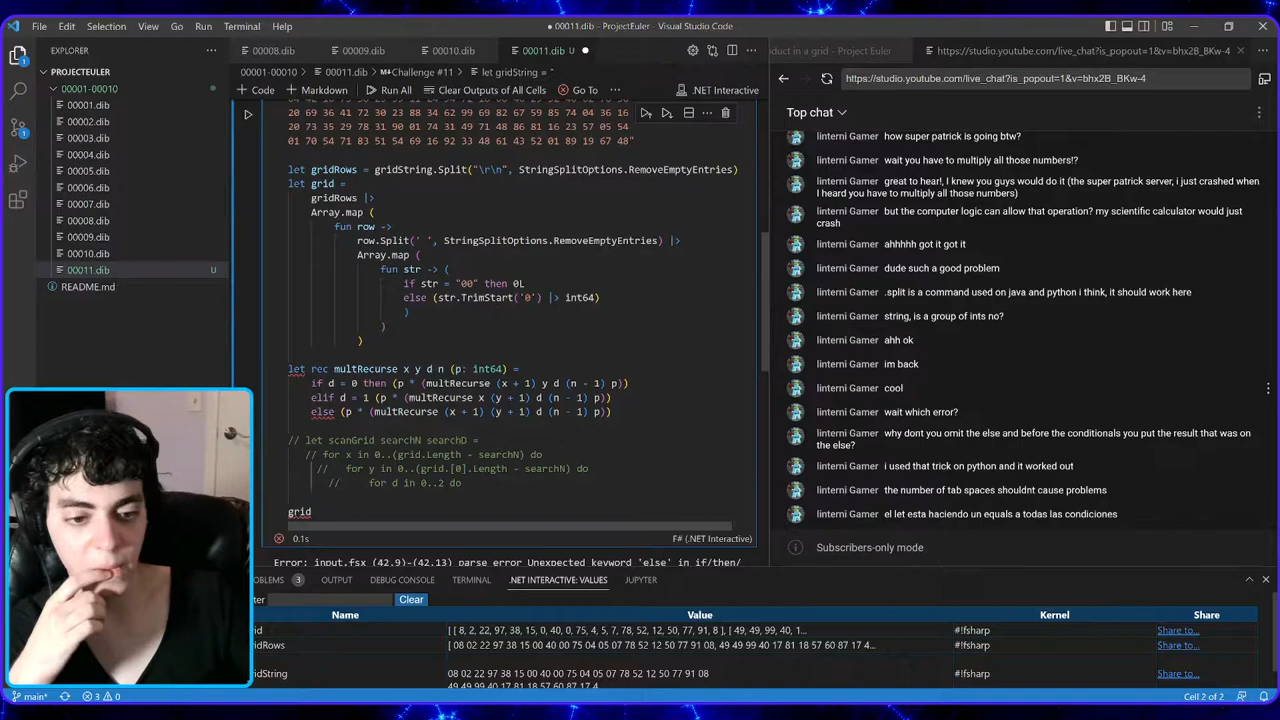 File Edit Selection View Go Run Terminal Help
00011.dib - ProjectEuler - Visual Studio Code
EXPLORER
PROJECTEULER
00001-00010
00001.dib
00002.dib
00003.dib
00004.dib
00005.dib
00006.dib
00007.dib
00008.dib
00009.dib
00010.dib
00011.dib U
README.md
00008.dib 00009.dib 00010.dib 00011.dib U
00001-00010 > 00011.dib > Challenge #11 > let gridString = "
Code Markdown Run All Clear Outputs of All Cells Go To .NET Interactive
20 69 36 41 72 30 23 88 34 62 99 69 82 67 59 85 74 04 36 16
20 73 35 29 78 31 90 01 74 31 49 71 48 86 81 16 23 57 05 54
01 70 54 71 83 51 54 69 16 92 33 48 61 43 52 01 89 19 67 48"
let gridRows = gridString.Split("\r\n", StringSplitOptions.RemoveEmptyEntries)
let grid =
gridRows |>
Array.map (
fun row ->
row.Split(' ', StringSplitOptions.RemoveEmptyEntries) |>
Array.map (
fun str -> (
if str = "00" then 0L
else (str.TrimStart('0') |> int64)
)
)
)
let rec multRecurse x y d n (p: int64) =
if d = 0 then (p * (multRecurse (x + 1) y d (n - 1) p))
elif d = 1 (p * (multRecurse x (y + 1) d (n - 1) p))
else (p * (multRecurse (x + 1) (y + 1) d (n - 1) p))
// let scanGrid searchN searchD =
// for x in 0..(grid.Length - searchN) do
// for y in 0..(grid.[0].Length - searchN) do
// for d in 0..2 do
grid
0.1s
F# (.NET Interactive)
Error: input.fsx (42,9)-(42,13) parse error Unexpected keyword 'else' in if/then/
OBLEMS 3 OUTPUT DEBUG CONSOLE TERMINAL .NET INTERACTIVE: VALUES JUPYTER
ter Clear
Name Value Kernel Share
id [ [ 8, 2, 22, 97, 38, 15, 0, 40, 0, 75, 4, 5, 7, 78, 52, 12, 50, 77, 91, 8 ], [ 49, 49, 99, 40, 1... #!fsharp Share to...
idRows [ 08 02 22 97 38 15 00 40 00 75 04 05 07 78 52 12 50 77 91 08, 49 49 99 40 17 81 18 57 60 87 17 4... #!fsharp Share to...
idString 08 02 22 97 38 15 00 40 00 75 04 05 07 78 52 12 50 77 91 08 #!fsharp Share to...
main* 3 0
Cell 2 of 2
oduct in a grid - Project Euler
https://studio.youtube.com/live_chat?is_popout=1&v=bhx2B_BKw-4
https://studio.youtube.com/live_chat?is_popout=1&v=bhx2B_BKw-4
Top chat
linterni Gamer how super patrick is going btw?
linterni Gamer wait you have to multiply all those numbers!?
linterni Gamer great to hear!, I knew you guys would do it (the super patrick server, i just crashed when
I heard you have to multiply all those numbers)
linterni Gamer but the computer logic can allow that operation? my scientific calculator would just
crash
linterni Gamer ahhhhh got it got it
linterni Gamer dude such a good problem
linterni Gamer .split is a command used on java and python i think, it should work here
linterni Gamer string, is a group of ints no?
linterni Gamer ahh ok
linterni Gamer im back
linterni Gamer cool
linterni Gamer wait which error?
linterni Gamer why dont you omit the else and before the conditionals you put the result that was on
the else?
linterni Gamer i used that trick on python and it worked out
linterni Gamer the number of tab spaces shouldnt cause problems
linterni Gamer el let esta haciendo un equals a todas las condiciones
Subscribers-only mode